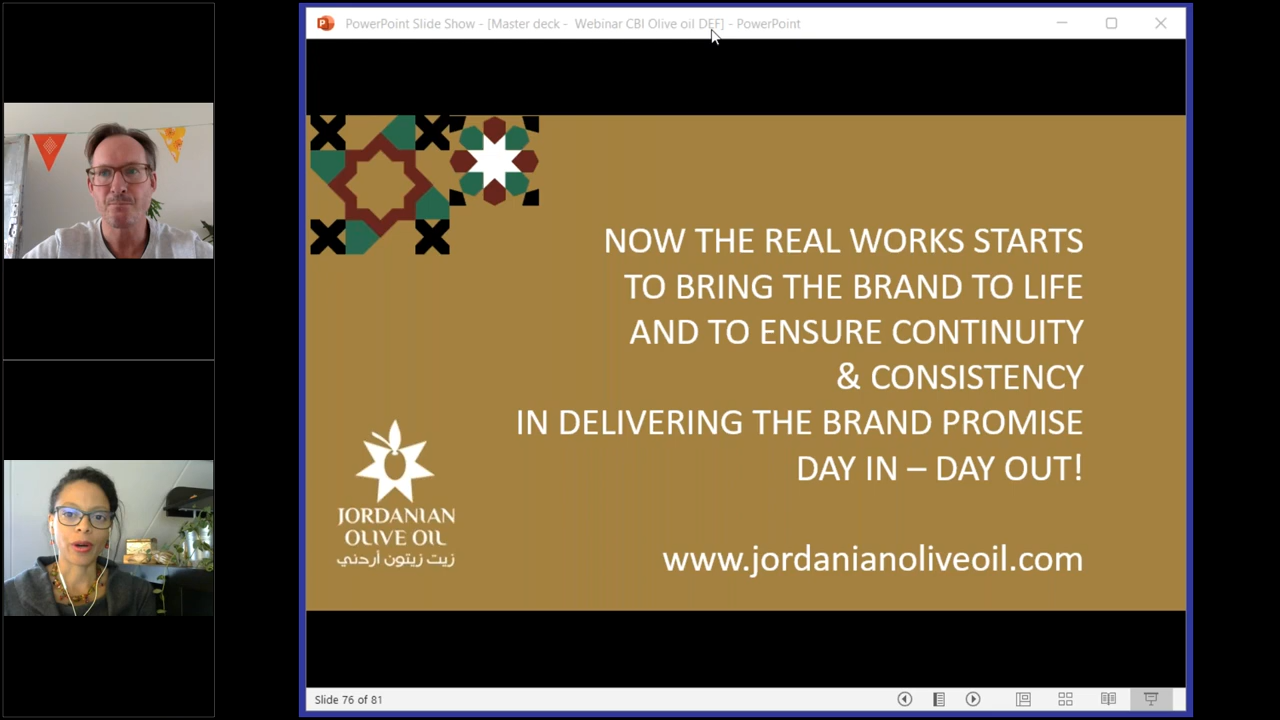 PowerPoint Slide Show - [Master deck - Webinar CBI Olive oil DEF] - PowerPoint
NOW THE REAL WORKS STARTS
TO BRING THE BRAND TO LIFE
AND TO ENSURE CONTINUITY
& CONSISTENCY
IN DELIVERING THE BRAND PROMISE
DAY IN – DAY OUT!
JORDANIAN
OLIVE OIL
زيت زيتون أردني
www.jordanianoliveoil.com
Slide 76 of 81